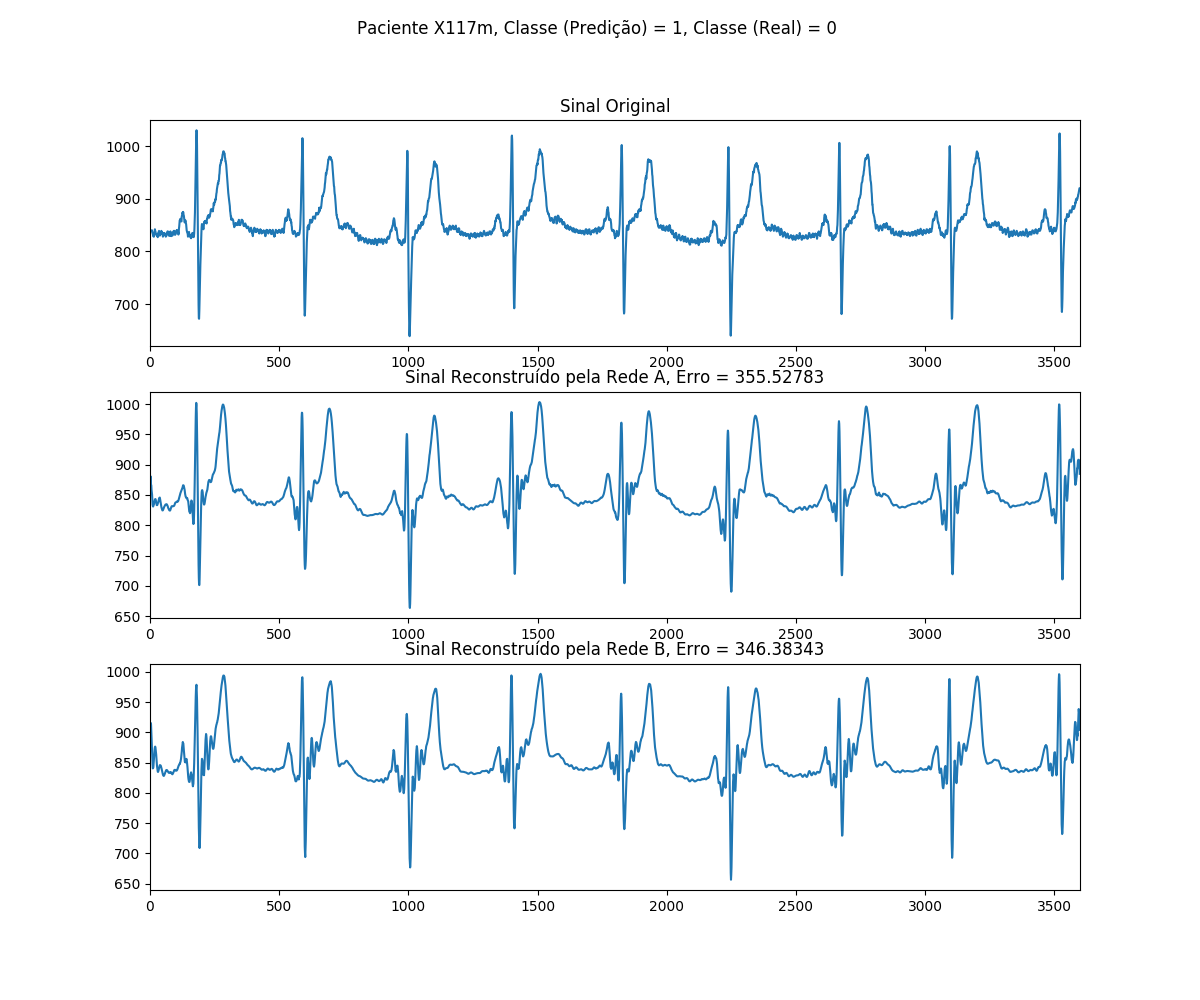 Paciente X117m, Classe (Predição) = 1, Classe (Real) = 0
Sinal Original
1000
900
800
700
0 500 1000 1500 2000 2500 3000 3500
Sinal Reconstruído pela Rede A, Erro = 355.52783
1000
950
900
850
800
750
700
650
0 500 1000 1500 2000 2500 3000 3500
Sinal Reconstruído pela Rede B, Erro = 346.38343
1000
950
900
850
800
750
700
650
0 500 1000 1500 2000 2500 3000 3500